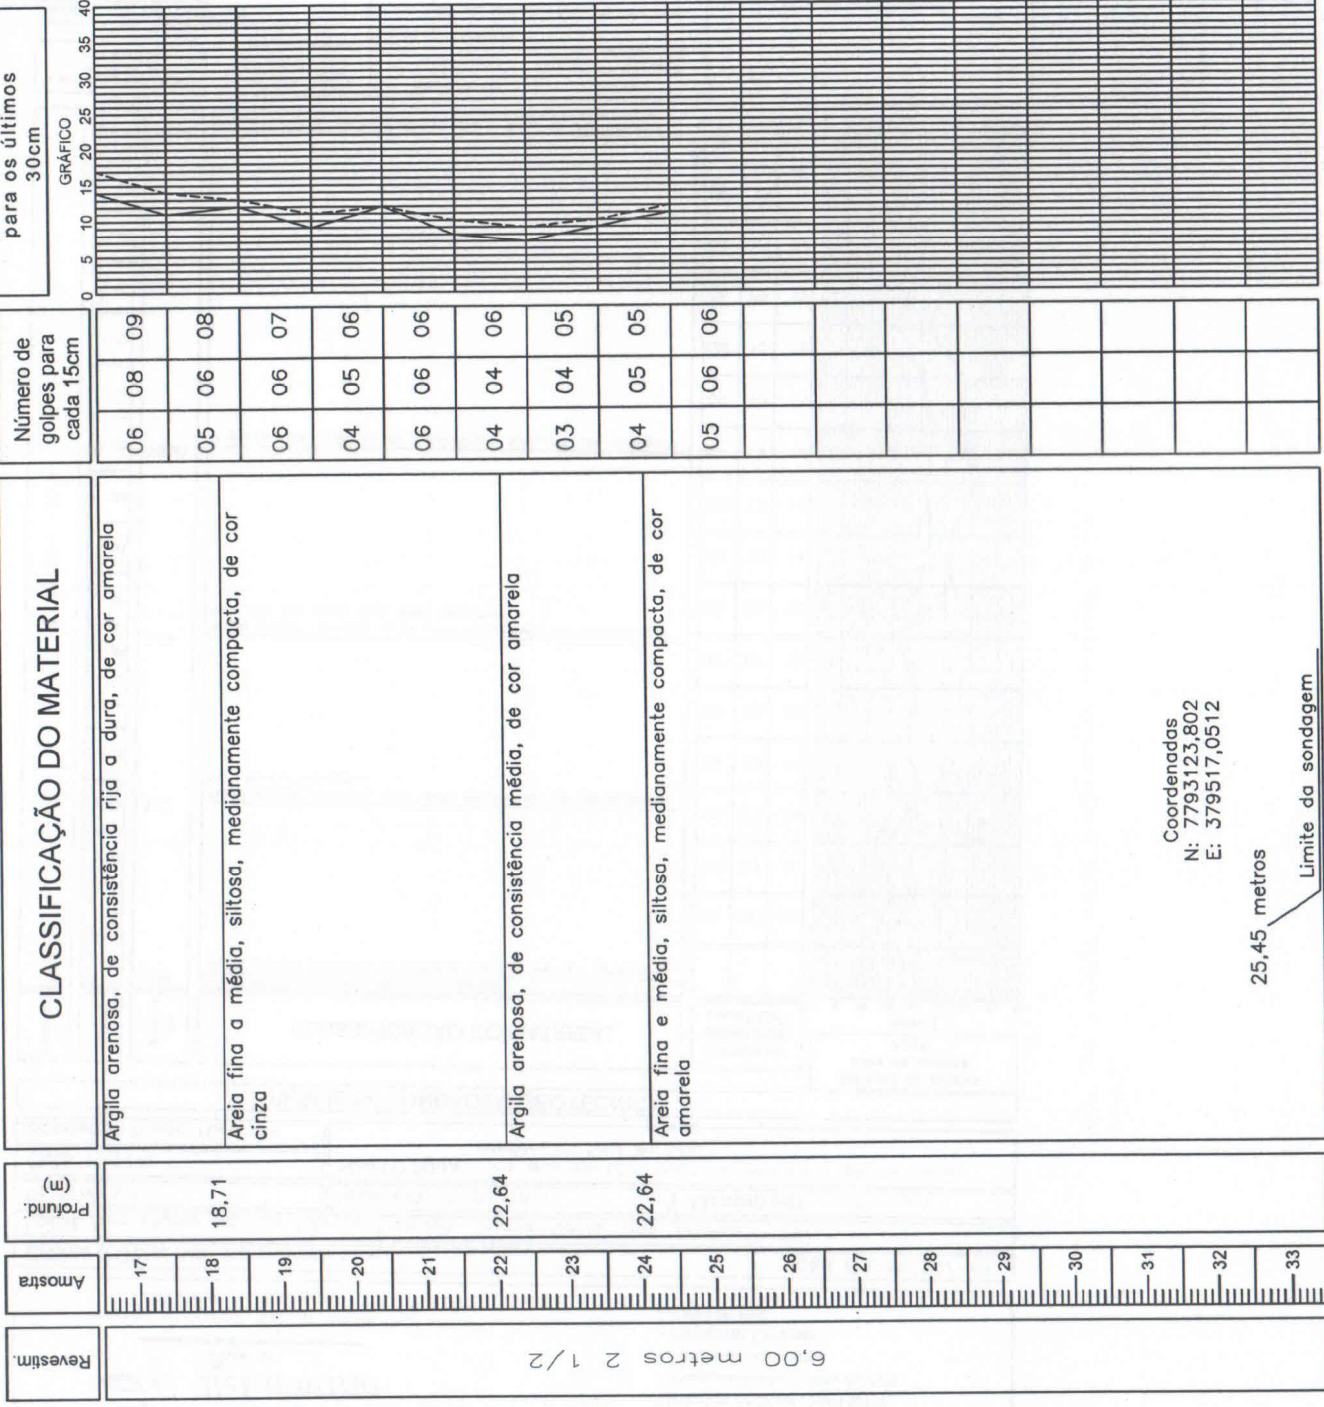 Revestim.
Amostra
Profund.
(m)
CLASSIFICAÇÃO DO MATERIAL
Número de
golpes para
cada 15cm
para os últimos
30cm
GRÁFICO
0 5 10 15 20 25 30 35 40
6,00 metros 2 1/2
Argila arenosa, de consistência rija a dura, de cor amarela
17 06 08 09
18 18,71 05 06 08
Areia fina a média, siltosa, medianamente compacta, de cor
cinza
19 06 06 07
20 04 05 06
21 06 06 06
22 22,64 04 04 06
Argila arenosa, de consistência média, de cor amarela
23 03 04 05
24 22,64 04 05 05
Areia fina e média, siltosa, medianamente compacta, de cor
amarela
25 05 06 06
26
27
28
29
30
31
32
33
Coordenadas
N: 7793123,802
E: 3779517,0512
25,45 metros
Limite da sondagem